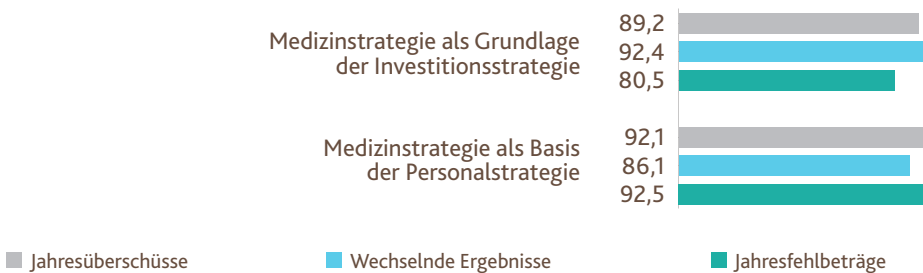 Medizinstrategie als Grundlage
der Investitionsstrategie
89,2
92,4
80,5
Medizinstrategie als Basis
der Personalstrategie
92,1
86,1
92,5
Jahresüberschüsse
Wechselnde Ergebnisse
Jahresfehlbeträge